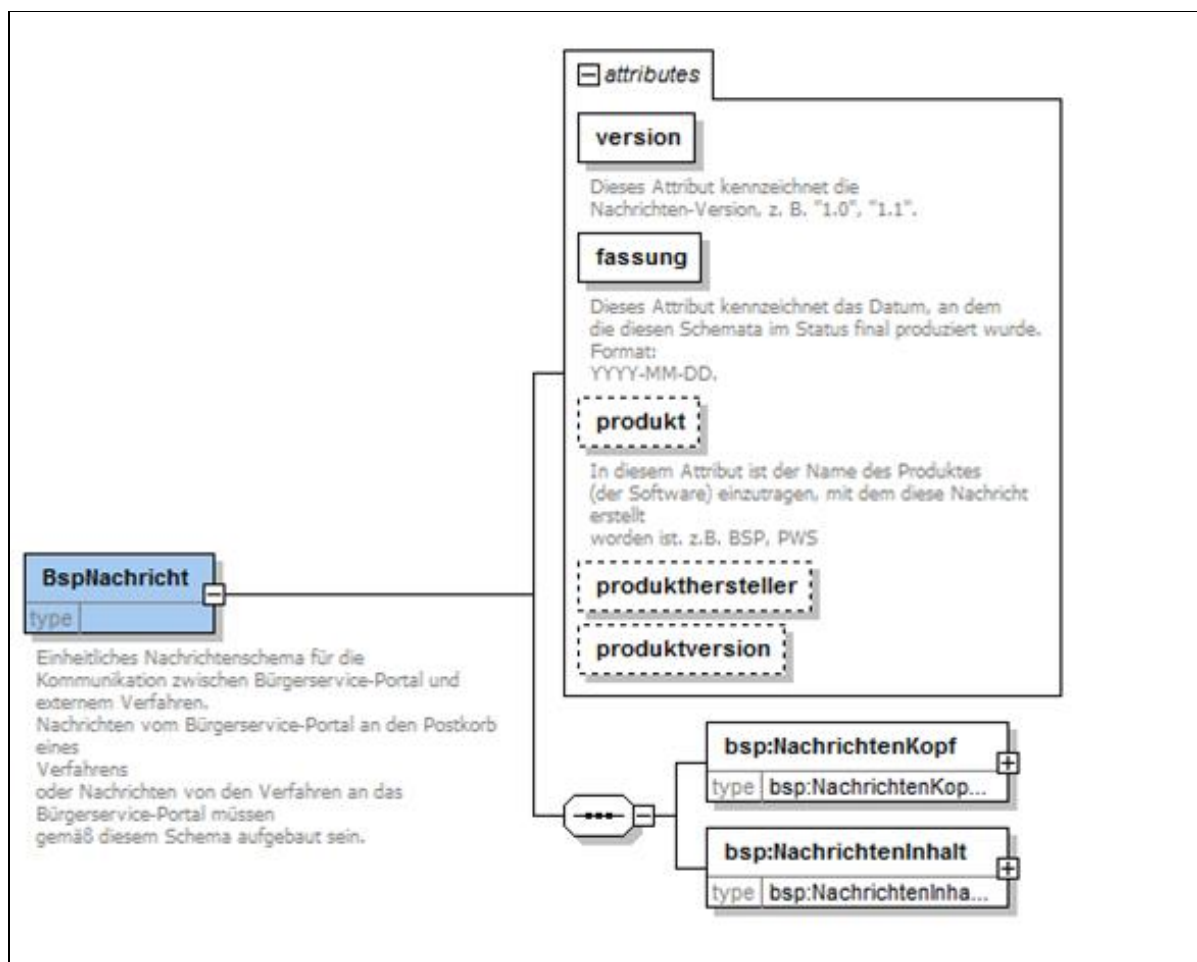 attributes
version
Dieses Attribut kennzeichnet die
Nachrichten-Version, z. B. "1.0", "1.1".
fassung
Dieses Attribut kennzeichnet das Datum, an dem
die diesen Schemata im Status final produziert wurde.
Format:
YYYY-MM-DD.
produkt
In diesem Attribut ist der Name des Produktes
(der Software) einzutragen, mit dem diese Nachricht
erstellt
worden ist. z.B. BSP, PWS
produkthersteller
produktversion
BspNachricht
type
Einheitliches Nachrichtenschema für die
Kommunikation zwischen Bürgerservice-Portal und
externem Verfahren.
Nachrichten vom Bürgerservice-Portal an den Postkorb
eines
Verfahrens
oder Nachrichten von den Verfahren an das
Bürgerservice-Portal müssen
gemäß diesem Schema aufgebaut sein.
bsp:NachrichtenKopf
type bsp:NachrichtenKop...
bsp:NachrichtenInhalt
type bsp:NachrichtenInha...